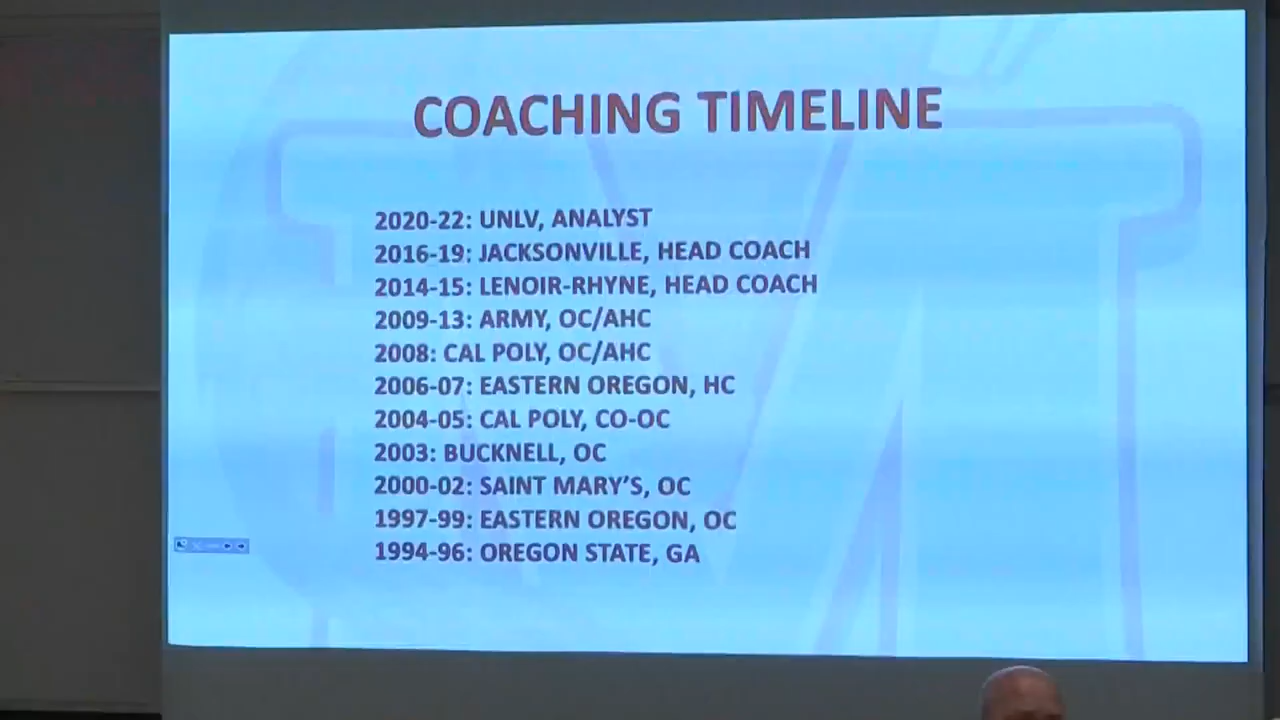 COACHING TIMELINE
2020-22: UNLV, ANALYST
2016-19: JACKSONVILLE, HEAD COACH
2014-15: LENOIR-RHYNE, HEAD COACH
2009-13: ARMY, OC/AHC
2008: CAL POLY, OC/AHC
2006-07: EASTERN OREGON, HC
2004-05: CAL POLY, CO-OC
2003: BUCKNELL, OC
2000-02: SAINT MARY'S, OC
1997-99: EASTERN OREGON, OC
1994-96: OREGON STATE, GA